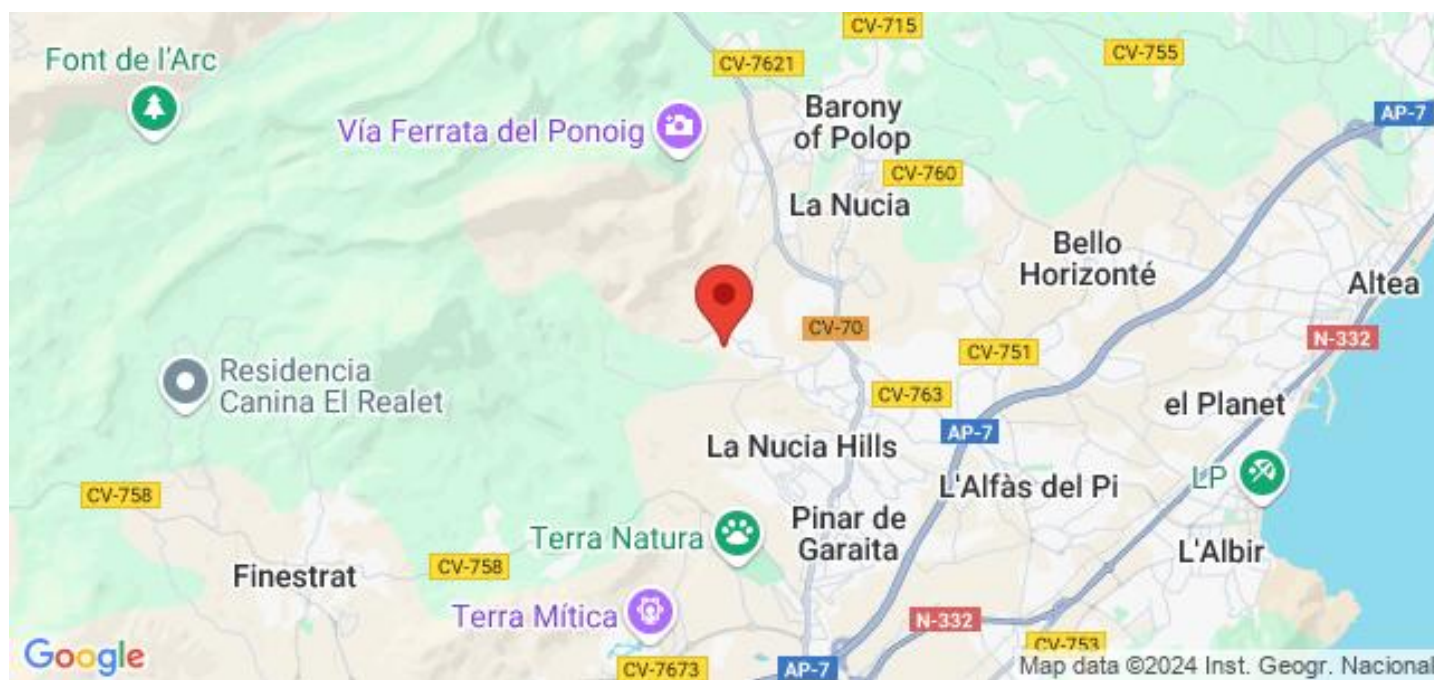 CV-715
Font de l'Arc
CV-7621
CV-755
Barony
of Polop
AP-7
Vía Ferrata del Ponoig
CV-760
La Nucia
Bello
Horizonté
Altea
CV-70
N-332
CV-751
Residencia
Canina El Realet
CV-763
el Planet
AP-7
La Nucia Hills
LP
L'Alfàs del Pi
CV-758
Pinar de
Garaita
Terra Natura
L'Albir
CV-758
Finestrat
Terra Mítica
N-332
CV-753
Google
CV-7673
AP-7
Map data ©2024 Inst. Geogr. Nacional